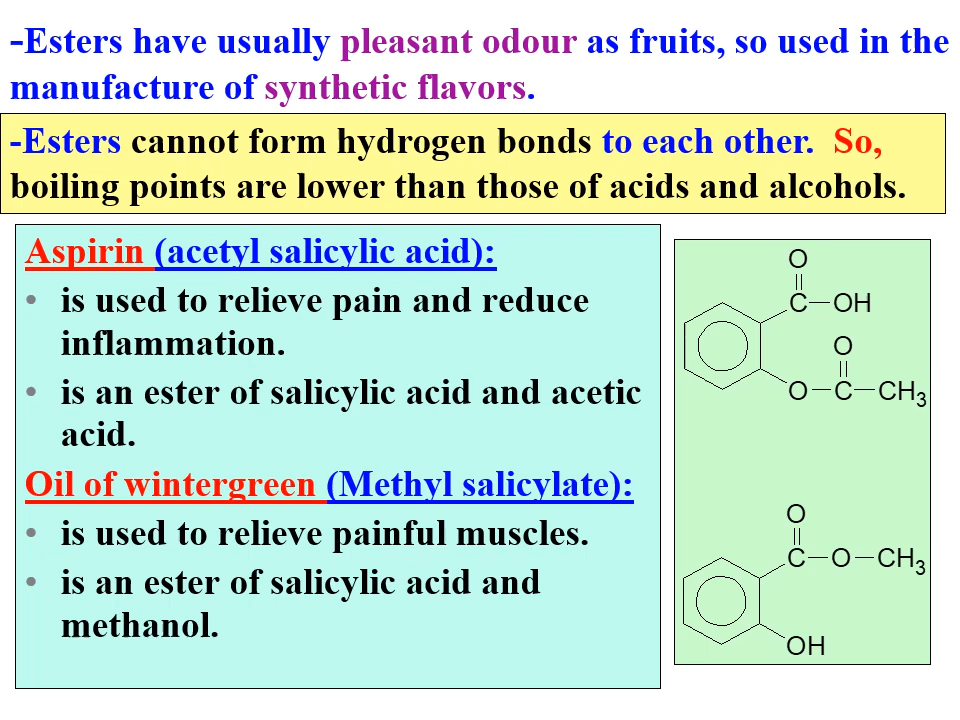 -Esters have usually pleasant odour as fruits, so used in the
manufacture of synthetic flavors.
-Esters cannot form hydrogen bonds to each other. So,
boiling points are lower than those of acids and alcohols.
Aspirin (acetyl salicylic acid):
• is used to relieve pain and reduce
inflammation.
• is an ester of salicylic acid and acetic
acid.
Oil of wintergreen (Methyl salicylate):
• is used to relieve painful muscles.
• is an ester of salicylic acid and
methanol.
O
C OH
O
O C CH3
O
C O CH3
OH